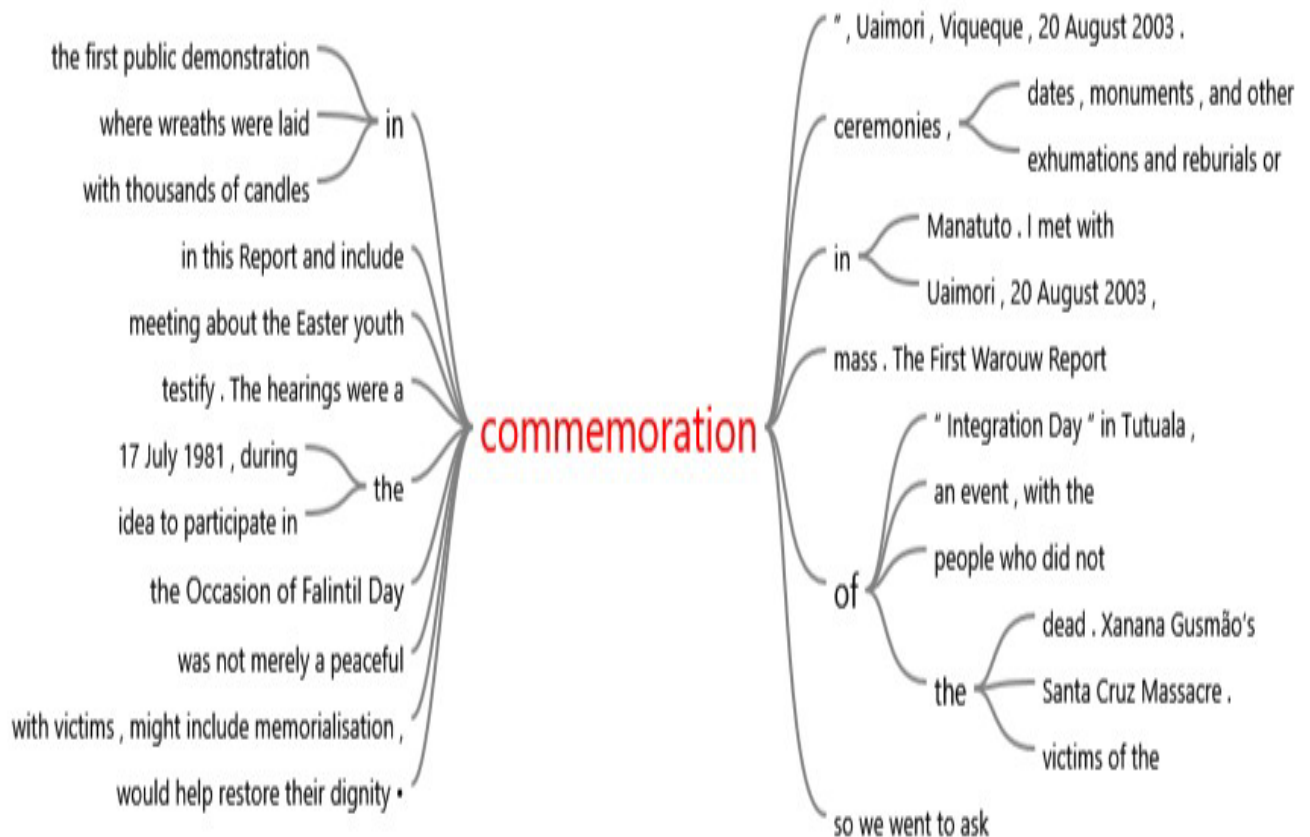 the first public demonstration
where wreaths were laid
with thousands of candles
in
in this Report and include
meeting about the Easter youth
testify . The hearings were a
17 July 1981 , during
idea to participate in
the
the Occasion of Falintil Day
was not merely a peaceful
with victims , might include memorialisation ,
would help restore their dignity •
commemoration
" , Uaimori , Viqueque , 20 August 2003 .
ceremonies ,
dates , monuments , and other
exhumations and reburials or
in
Manatuto . I met with
Uaimori , 20 August 2003 ,
mass . The First Warouw Report
of
" Integration Day " in Tutuala ,
an event , with the
people who did not
the
dead . Xanana Gusmão's
Santa Cruz Massacre .
victims of the
so we went to ask